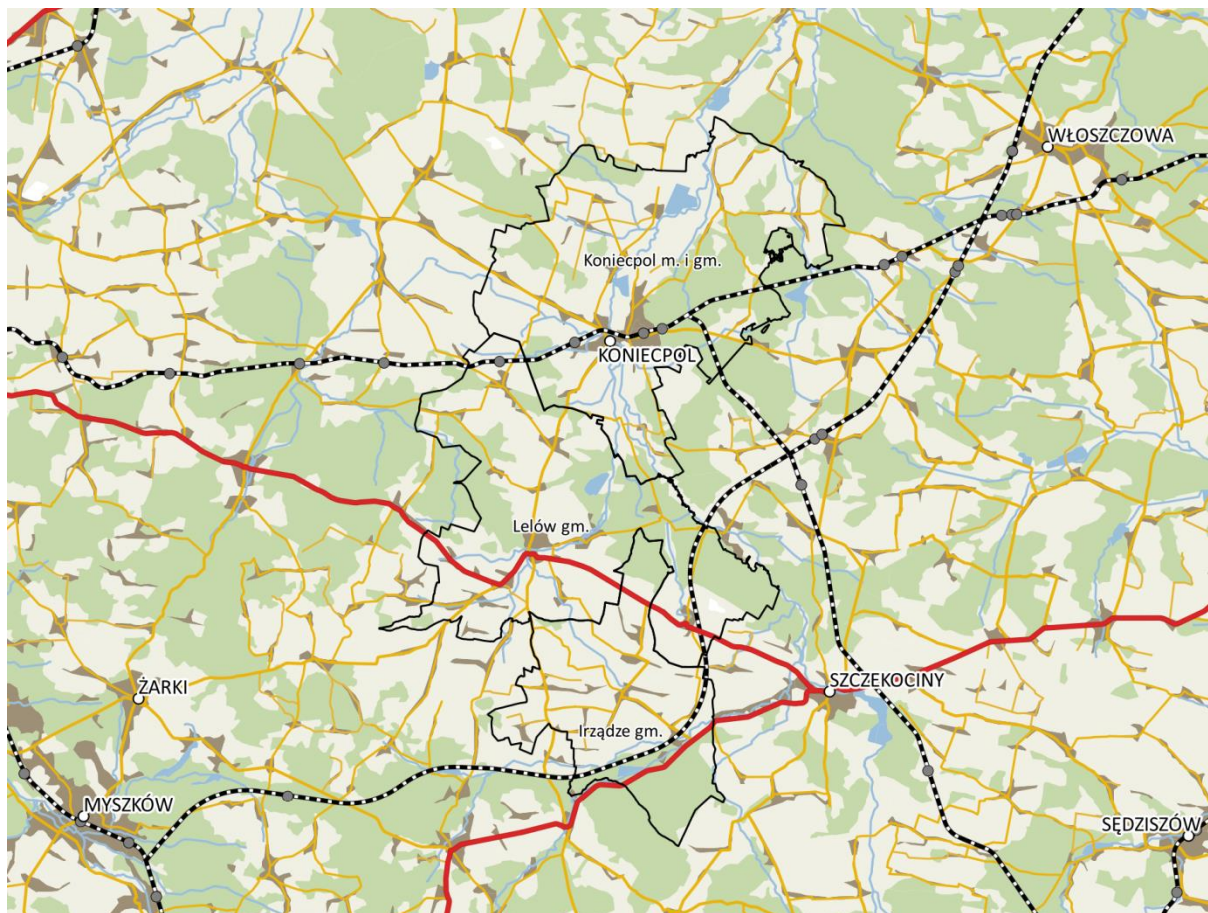 WŁOSZCZOWA
Koniecpol m. i gm.
KONIECPOL
Lelów gm.
ŻARKI
SZCZEKOCINY
Irządze gm.
MYSZKÓW
SĘDZISZÓW